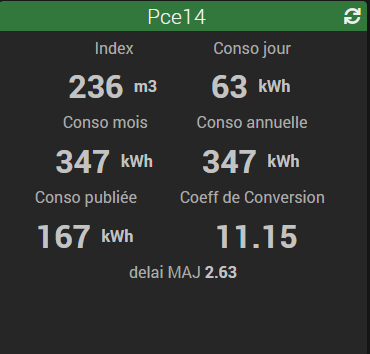 Pce14
Index Conso jour
236 m3 63 kWh
Conso mois Conso annuelle
347 kWh 347 kWh
Conso publiée Coeff de Conversion
167 kWh 11.15
delai MAJ 2.63